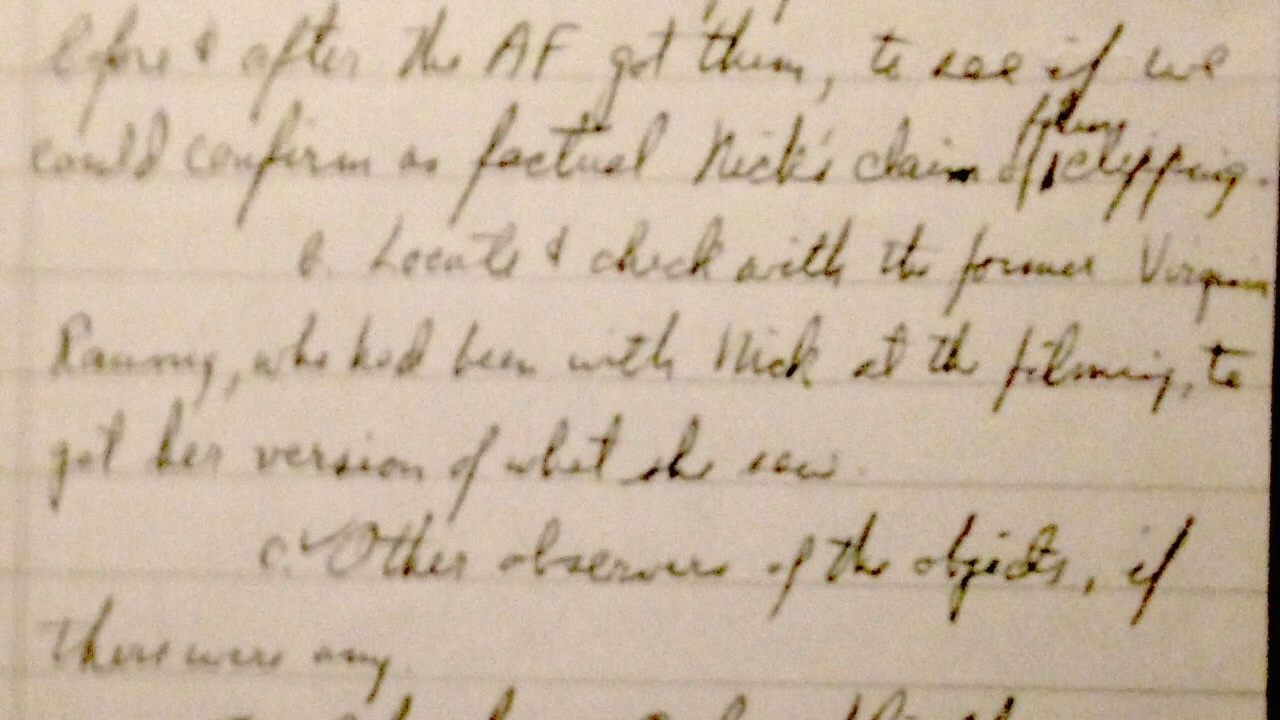 before & after the AF got them, to see if we
could confirm as factual Nick's claim of film clipping.
b. Locate & check with the former Virginia
Raunig, who had been with Nick at the filming, to
get her version of what she saw.
c. Other observers of the objects, if
there were any.